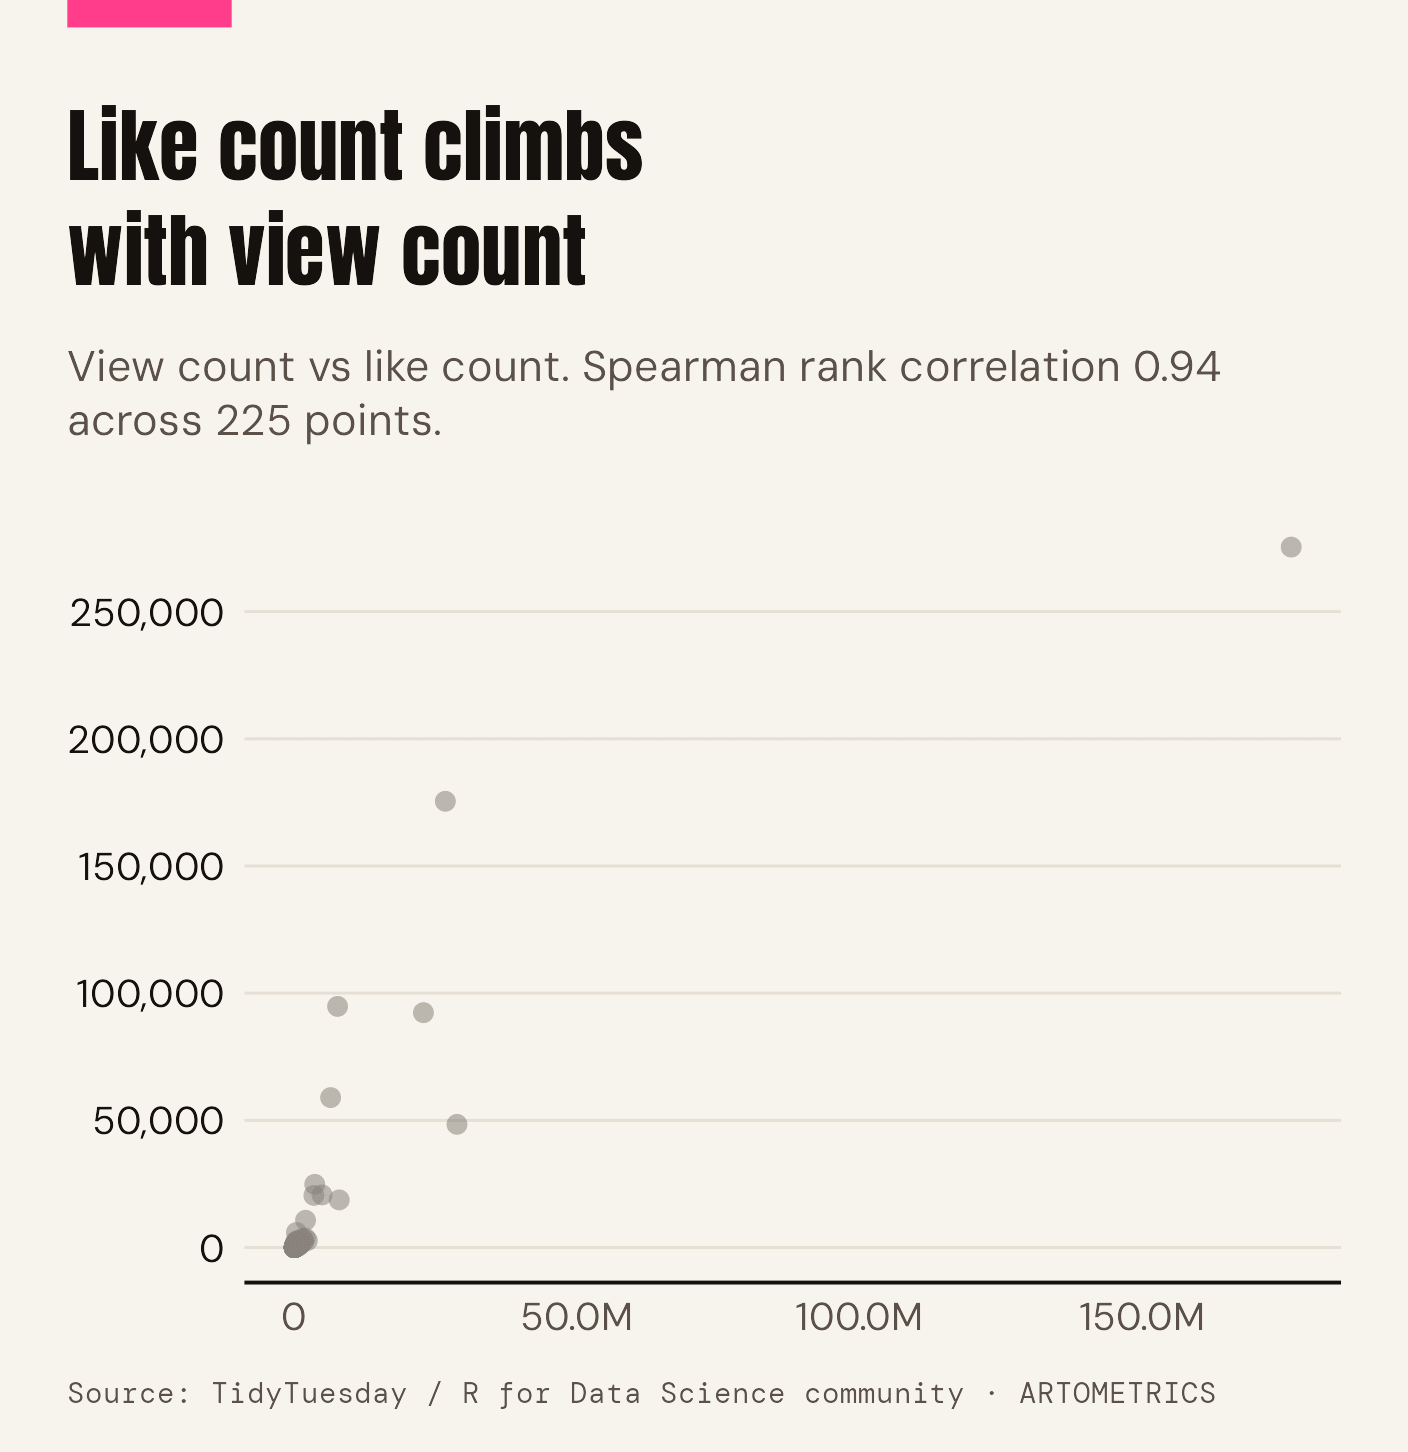 Like count climbs
with view count
View count vs like count. Spearman rank correlation 0.94
across 225 points.
250,000
200,000
150,000
100,000
50,000
0
0 50.0M 100.0M 150.0M
Source: TidyTuesday / R for Data Science community · ARTOMETRICS